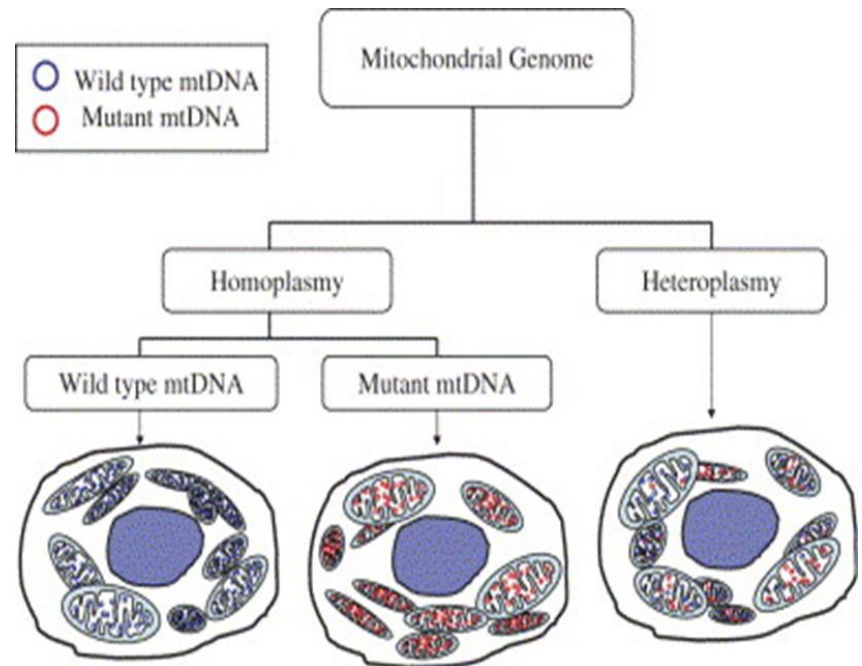 Wild type mtDNA
Mutant mtDNA
Mitochondrial Genome
Homoplasmy
Heteroplasmy
Wild type mtDNA
Mutant mtDNA